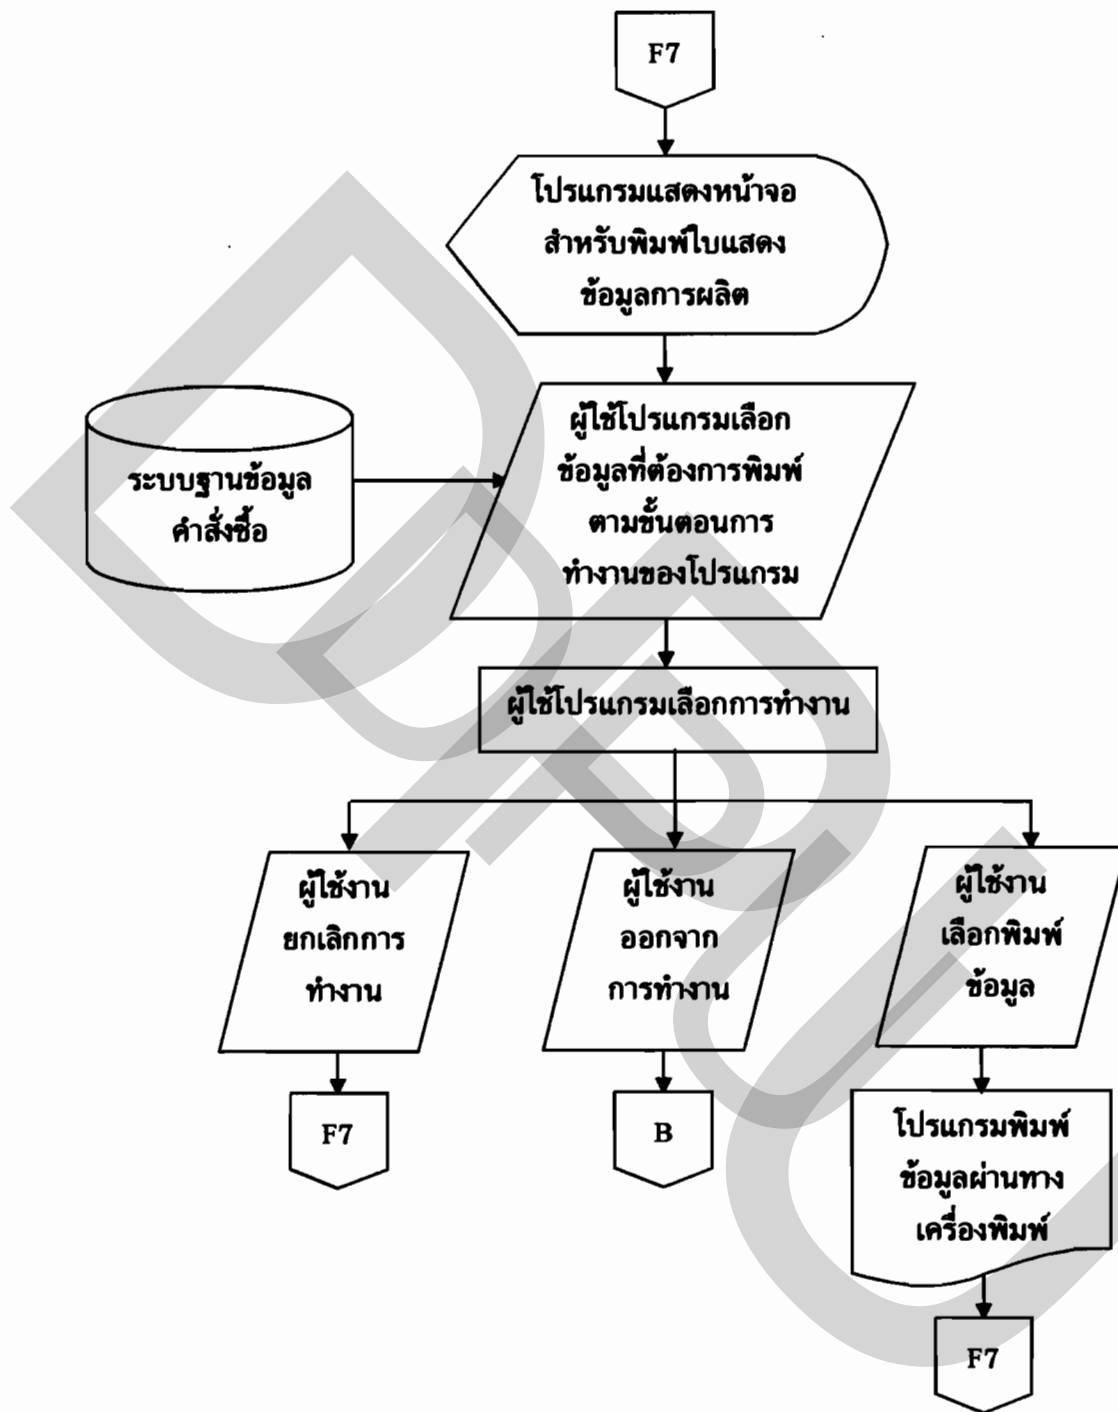 F7
โปรแกรมแสดงหน้าจอ
สำหรับพิมพ์ใบแสดง
ข้อมูลการผลิต
ระบบฐานข้อมูล
คำสั่งซื้อ
ผู้ใช้โปรแกรมเลือก
ข้อมูลที่ต้องการพิมพ์
ตามขั้นตอนการ
ทำงานของโปรแกรม
ผู้ใช้โปรแกรมเลือกการทำงาน
ผู้ใช้งาน
ยกเลิกการ
ทำงาน
ผู้ใช้งาน
ออกจาก
การทำงาน
ผู้ใช้งาน
เลือกพิมพ์
ข้อมูล
F7
B
โปรแกรมพิมพ์
ข้อมูลผ่านทาง
เครื่องพิมพ์
F7
DPU